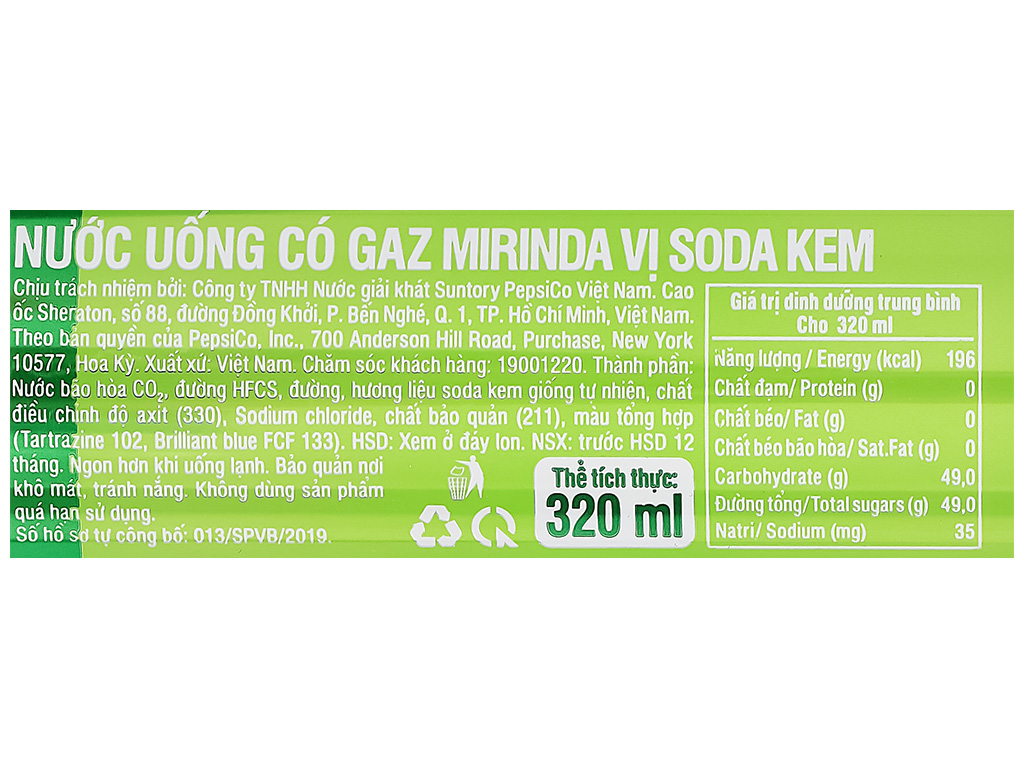 NƯỚC UỐNG CÓ GAZ MIRINDA VỊ SODA KEM
Chịu trách nhiệm bởi: Công ty TNHH Nước giải khát Suntory PepsiCo Việt Nam. Cao
ốc Sheraton, số 88, đường Đồng Khởi, P. Bến Nghé, Q. 1, TP. Hồ Chí Minh, Việt Nam.
Theo bản quyền của PepsiCo, Inc., 700 Anderson Hill Road, Purchase, New York
10577, Hoa Kỳ. Xuất xứ: Việt Nam. Chăm sóc khách hàng: 19001220. Thành phần:
Nước bão hòa CO₂, đường HFCS, đường, hương liệu soda kem giống tự nhiên, chất
điều chỉnh độ axit (330), Sodium chloride, chất bảo quản (211), màu tổng hợp
(Tartrazine 102, Brilliant blue FCF 133). HSD: Xem ở đáy lon. NSX: trước HSD 12
tháng. Ngon hơn khi uống lạnh. Bảo quản nơi
khô mát, tránh nắng. Không dùng sản phẩm
quá hạn sử dụng.
Số hồ sơ tự công bố: 013/SPVB/2019.
Thể tích thực:
320 ml
Giá trị dinh dưỡng trung bình
Cho 320 ml
Năng lượng / Energy (kcal) 196
Chất đạm/ Protein (g) 0
Chất béo/ Fat (g) 0
Chất béo bão hòa/ Sat.Fat (g) 0
Carbohydrate (g) 49,0
Đường tổng/Total sugars (g) 49,0
Natri/ Sodium (mg) 35